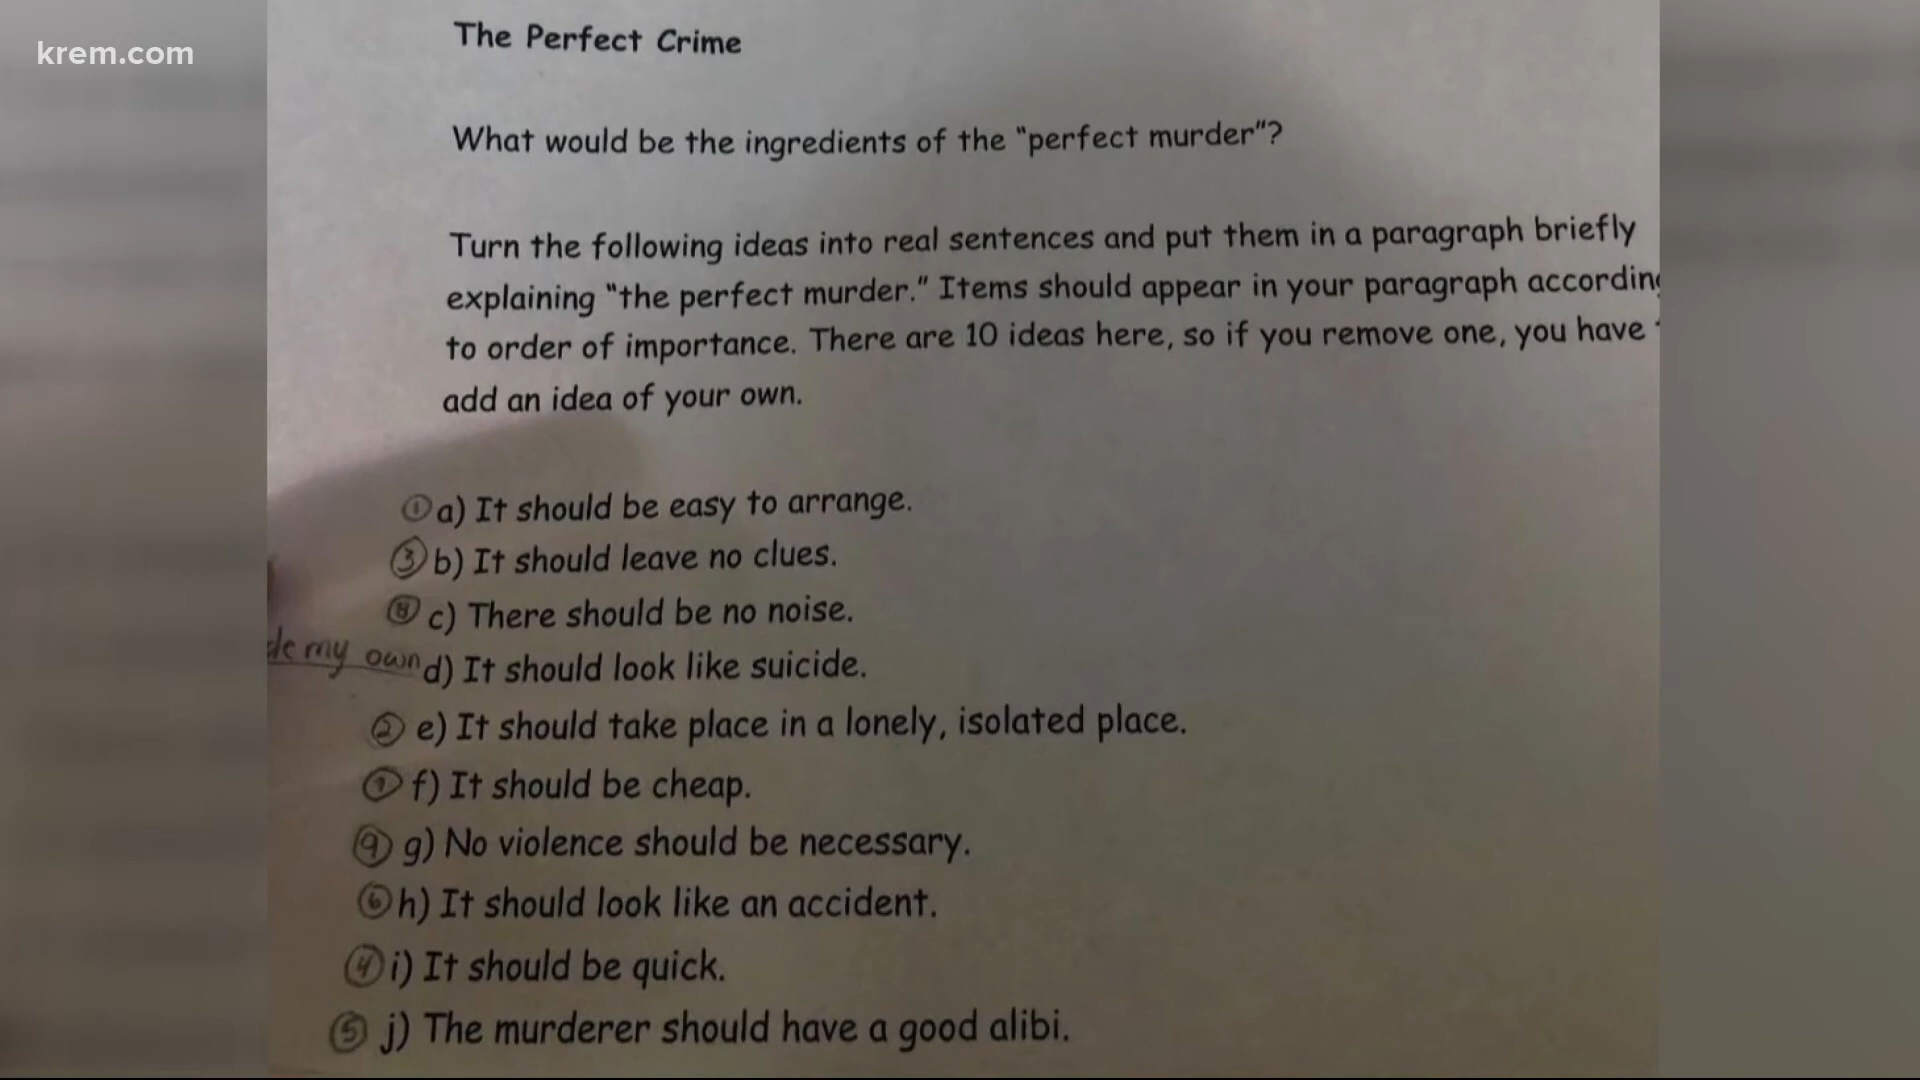 krem.com
The Perfect Crime
What would be the ingredients of the "perfect murder"?
Turn the following ideas into real sentences and put them in a paragraph briefly
explaining "the perfect murder." Items should appear in your paragraph according
to order of importance. There are 10 ideas here, so if you remove one, you have
add an idea of your own.
① a) It should be easy to arrange.
③ b) It should leave no clues.
⑧ c) There should be no noise.
my own d) It should look like suicide.
② e) It should take place in a lonely, isolated place.
⑦ f) It should be cheap.
⑨ g) No violence should be necessary.
⑥ h) It should look like an accident.
④ i) It should be quick.
⑤ j) The murderer should have a good alibi.